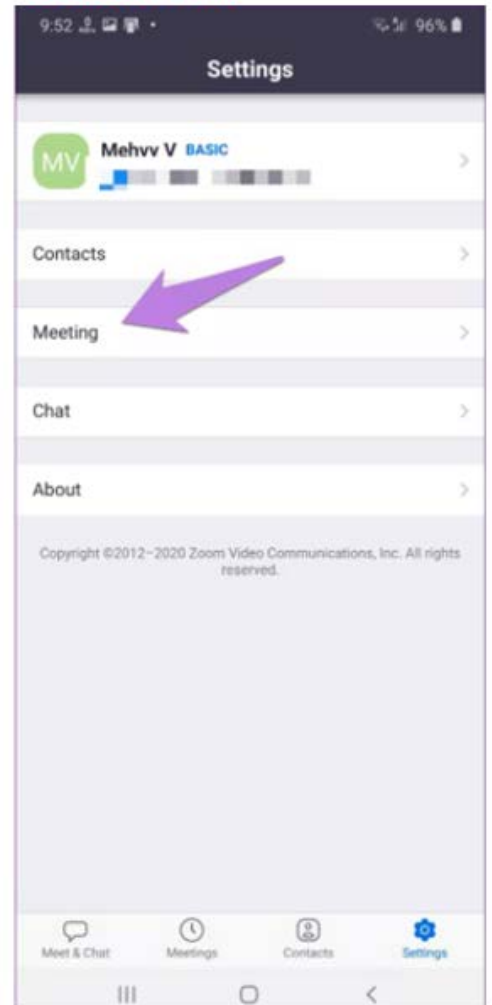 9:52
96%
Settings
MV
Mehvv V BASIC
Contacts
Meeting
Chat
About
Copyright ©2012-2020 Zoom Video Communications, Inc. All rights
reserved.
Meet & Chat Meetings Contacts Settings